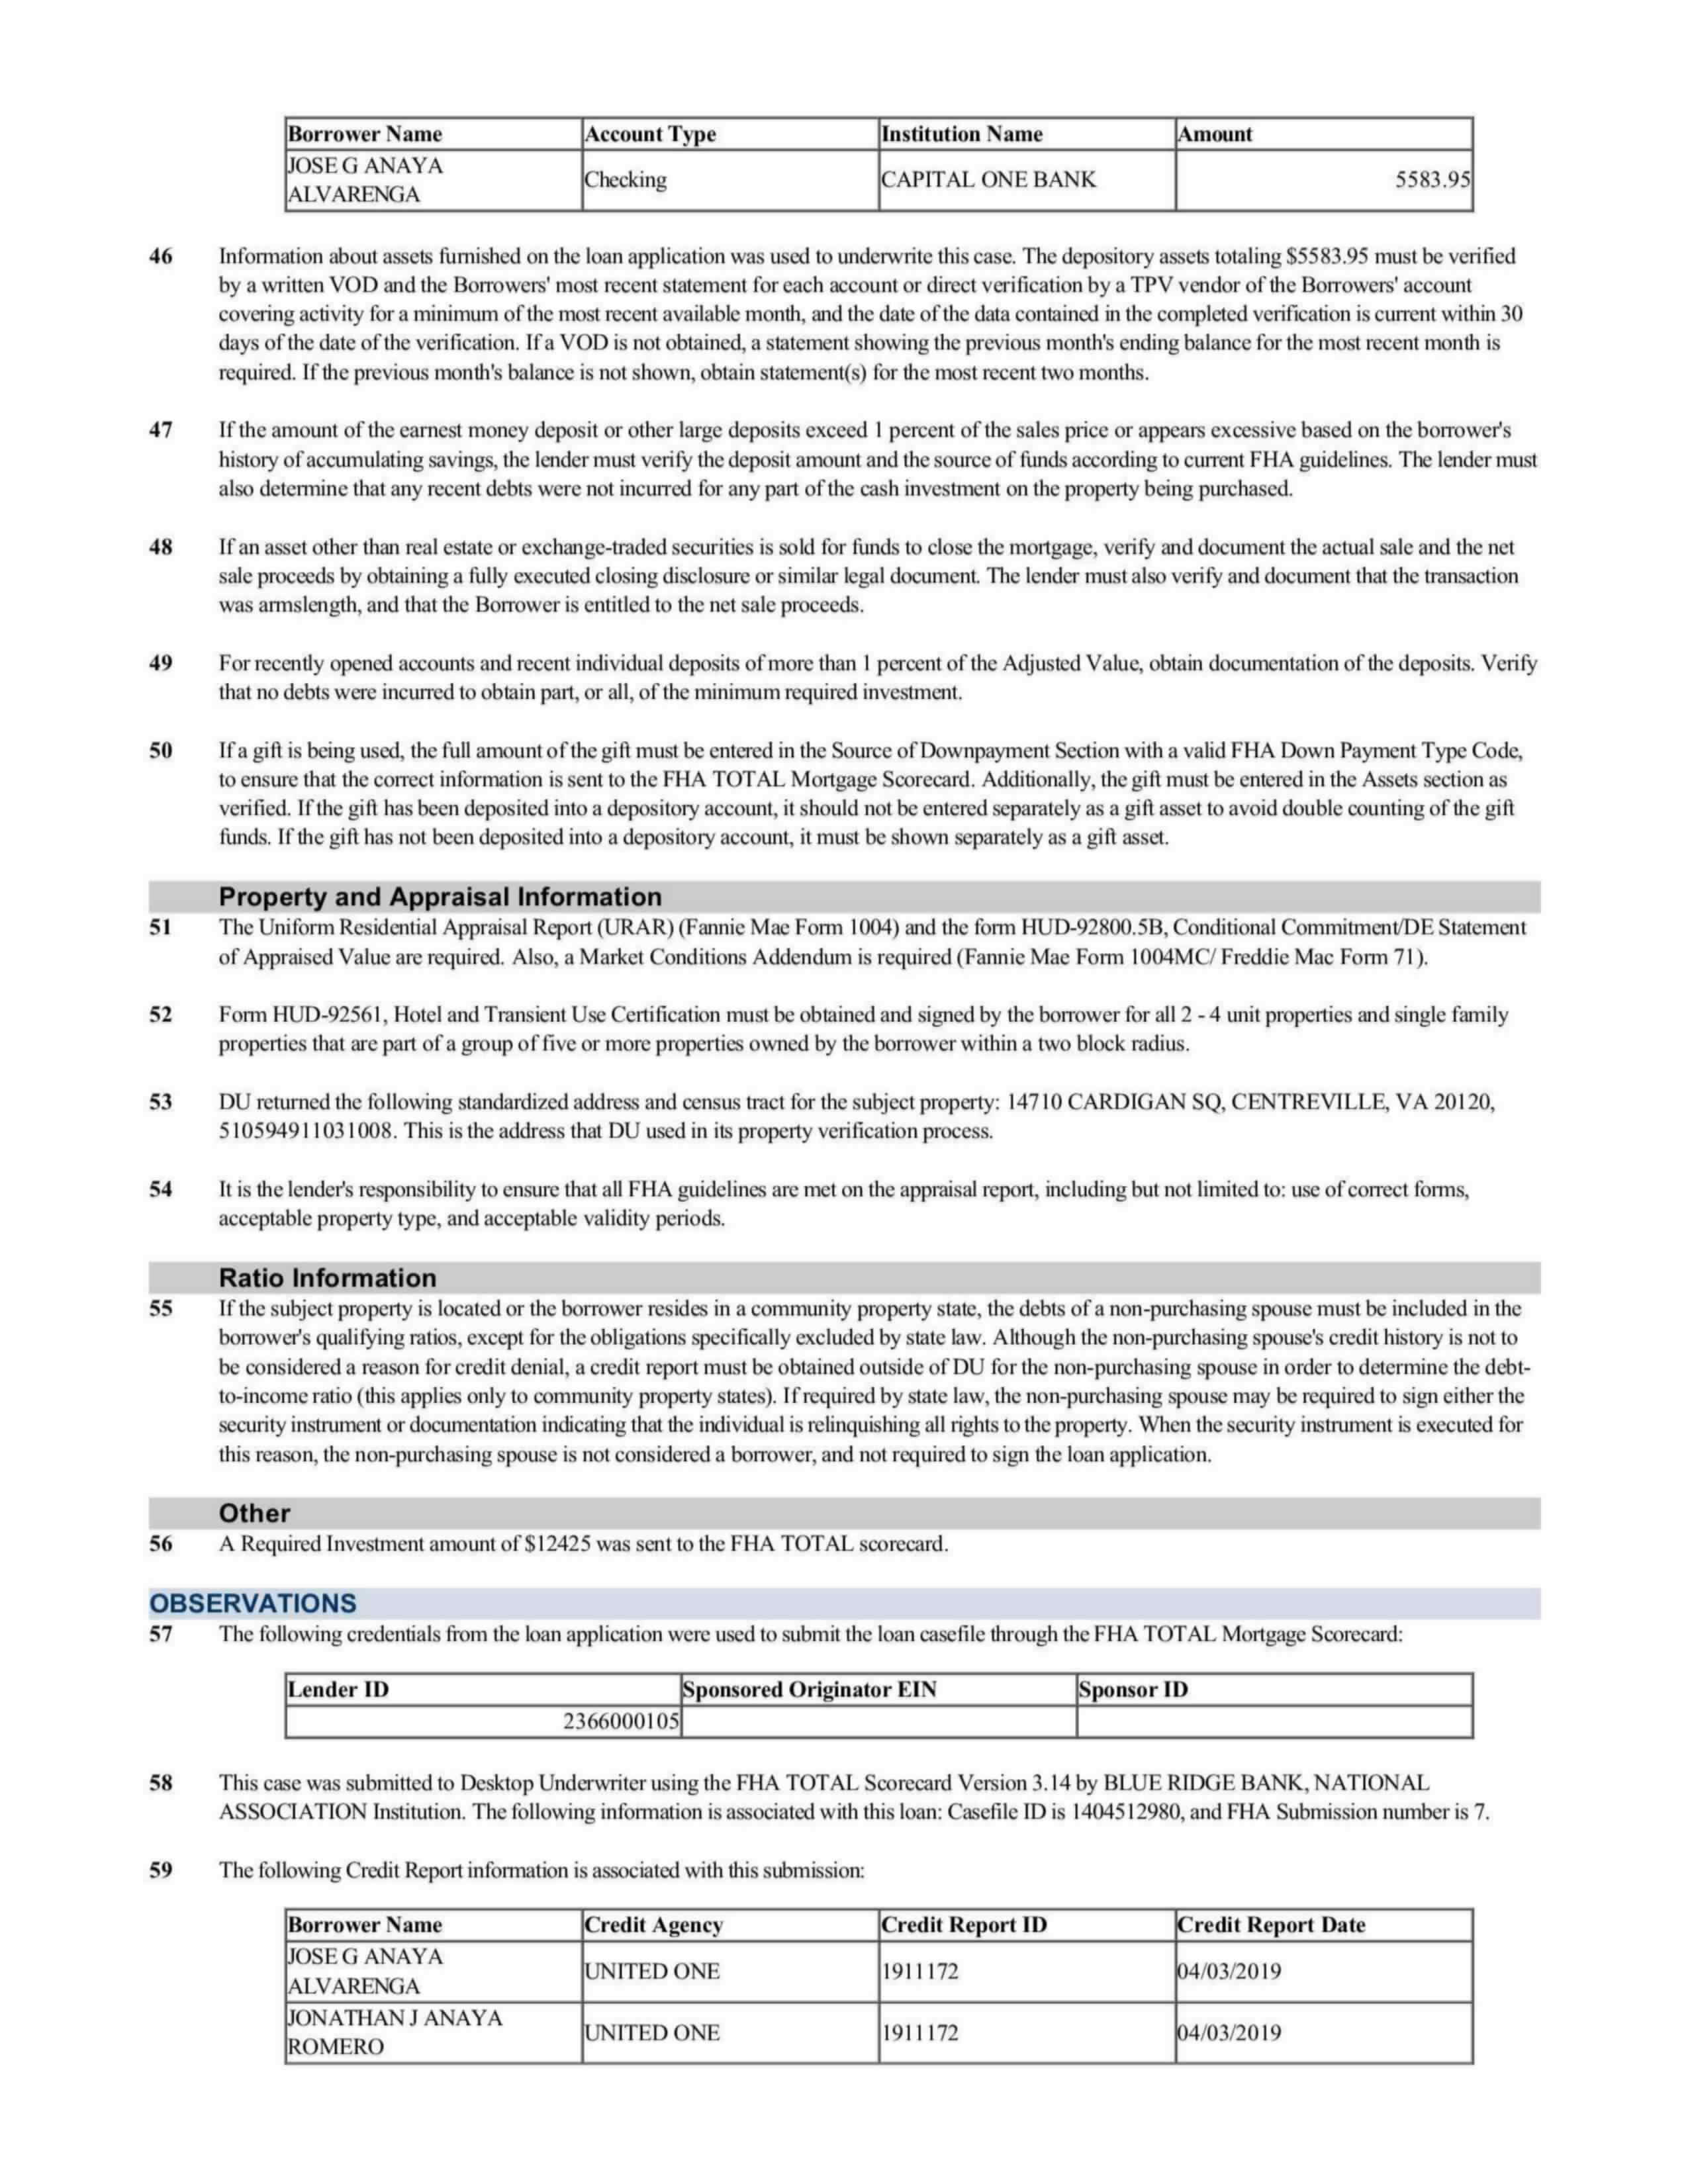 Borrower Name Account Type Institution Name Amount
JOSE G ANAYA
ALVARENGA Checking CAPITAL ONE BANK 5583.95
46 Information about assets furnished on the loan application was used to underwrite this case. The depository assets totaling $5583.95 must be verified
by a written VOD and the Borrowers' most recent statement for each account or direct verification by a TPV vendor of the Borrowers' account
covering activity for a minimum of the most recent available month, and the date of the data contained in the completed verification is current within 30
days of the date of the verification. If a VOD is not obtained, a statement showing the previous month's ending balance for the most recent month is
required. If the previous month's balance is not shown, obtain statement(s) for the most recent two months.
47 If the amount of the earnest money deposit or other large deposits exceed 1 percent of the sales price or appears excessive based on the borrower's
history of accumulating savings, the lender must verify the deposit amount and the source of funds according to current FHA guidelines. The lender must
also determine that any recent debts were not incurred for any part of the cash investment on the property being purchased.
48 If an asset other than real estate or exchange-traded securities is sold for funds to close the mortgage, verify and document the actual sale and the net
sale proceeds by obtaining a fully executed closing disclosure or similar legal document. The lender must also verify and document that the transaction
was armslength, and that the Borrower is entitled to the net sale proceeds.
49 For recently opened accounts and recent individual deposits of more than 1 percent of the Adjusted Value, obtain documentation of the deposits. Verify
that no debts were incurred to obtain part, or all, of the minimum required investment.
50 If a gift is being used, the full amount of the gift must be entered in the Source of Downpayment Section with a valid FHA Down Payment Type Code,
to ensure that the correct information is sent to the FHA TOTAL Mortgage Scorecard. Additionally, the gift must be entered in the Assets section as
verified. If the gift has been deposited into a depository account, it should not be entered separately as a gift asset to avoid double counting of the gift
funds. If the gift has not been deposited into a depository account, it must be shown separately as a gift asset.
Property and Appraisal Information
51 The Uniform Residential Appraisal Report (URAR) (Fannie Mae Form 1004) and the form HUD-92800.5B, Conditional Commitment/DE Statement
of Appraised Value are required. Also, a Market Conditions Addendum is required (Fannie Mae Form 1004MC/ Freddie Mac Form 71).
52 Form HUD-92561, Hotel and Transient Use Certification must be obtained and signed by the borrower for all 2 - 4 unit properties and single family
properties that are part of a group of five or more properties owned by the borrower within a two block radius.
53 DU returned the following standardized address and census tract for the subject property: 14710 CARDIGAN SQ, CENTREVILLE, VA 20120,
510594911031008. This is the address that DU used in its property verification process.
54 It is the lender's responsibility to ensure that all FHA guidelines are met on the appraisal report, including but not limited to: use of correct forms,
acceptable property type, and acceptable validity periods.
Ratio Information
55 If the subject property is located or the borrower resides in a community property state, the debts of a non-purchasing spouse must be included in the
borrower's qualifying ratios, except for the obligations specifically excluded by state law. Although the non-purchasing spouse's credit history is not to
be considered a reason for credit denial, a credit report must be obtained outside of DU for the non-purchasing spouse in order to determine the debt-
to-income ratio (this applies only to community property states). If required by state law, the non-purchasing spouse may be required to sign either the
security instrument or documentation indicating that the individual is relinquishing all rights to the property. When the security instrument is executed for
this reason, the non-purchasing spouse is not considered a borrower, and not required to sign the loan application.
Other
56 A Required Investment amount of $12425 was sent to the FHA TOTAL scorecard.
OBSERVATIONS
57 The following credentials from the loan application were used to submit the loan casefile through the FHA TOTAL Mortgage Scorecard:
Lender ID Sponsored Originator EIN Sponsor ID
2366000105
58 This case was submitted to Desktop Underwriter using the FHA TOTAL Scorecard Version 3.14 by BLUE RIDGE BANK, NATIONAL
ASSOCIATION Institution. The following information is associated with this loan: Casefile ID is 1404512980, and FHA Submission number is 7.
59 The following Credit Report information is associated with this submission:
Borrower Name Credit Agency Credit Report ID Credit Report Date
JOSE G ANAYA
ALVARENGA UNITED ONE 1911172 04/03/2019
JONATHAN J ANAYA
ROMERO UNITED ONE 1911172 04/03/2019